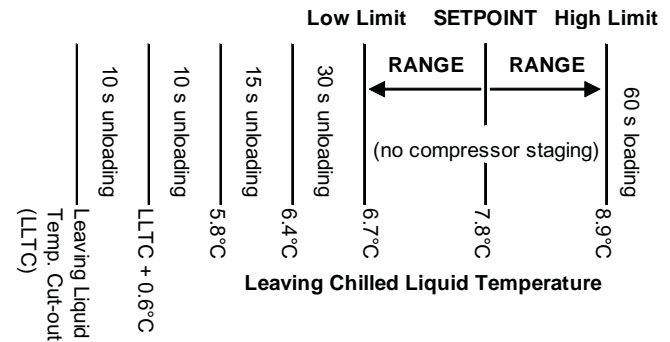 Low Limit SETPOINT High Limit
RANGE RANGE
10 s unloading
10 s unloading
15 s unloading
30 s unloading
(no compressor staging)
60 s loading
Leaving Liquid
Temp. Cut-out
(LLTC)
LLTC + 0.6°C
5.8°C
6.4°C
6.7°C
7.8°C
8.9°C
Leaving Chilled Liquid Temperature